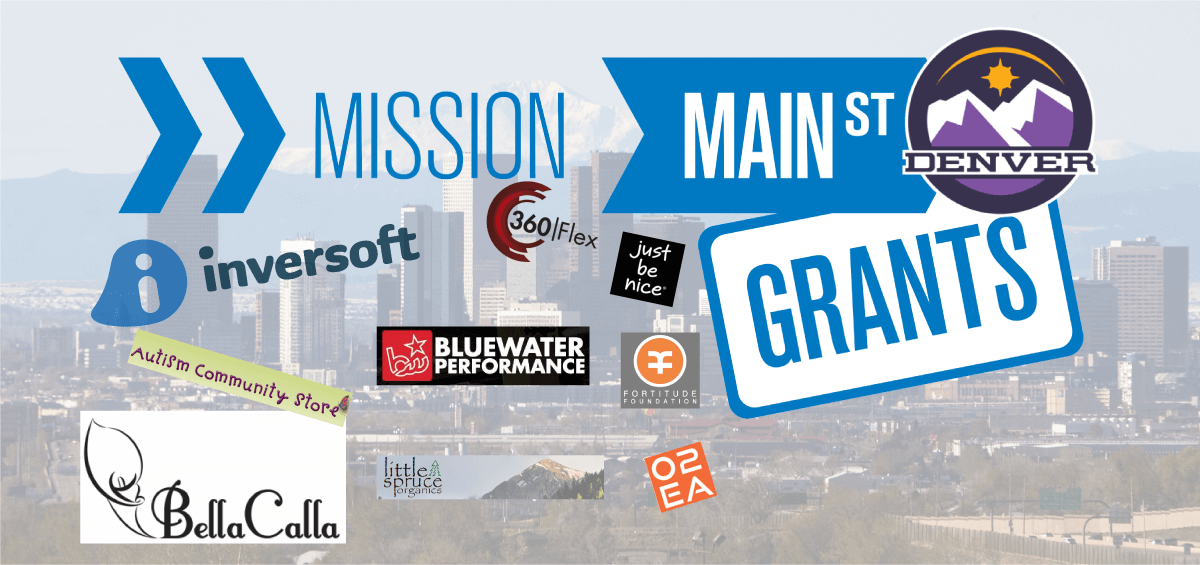 MISSION
MAIN ST
DENVER
GRANTS
inversoft
360|Flex
just
be
nice®
Autism Community Store
BLUEWATER
PERFORMANCE
FORTITUDE
FOUNDATION
BellaCalla
little
spruce
organics
O2
EA